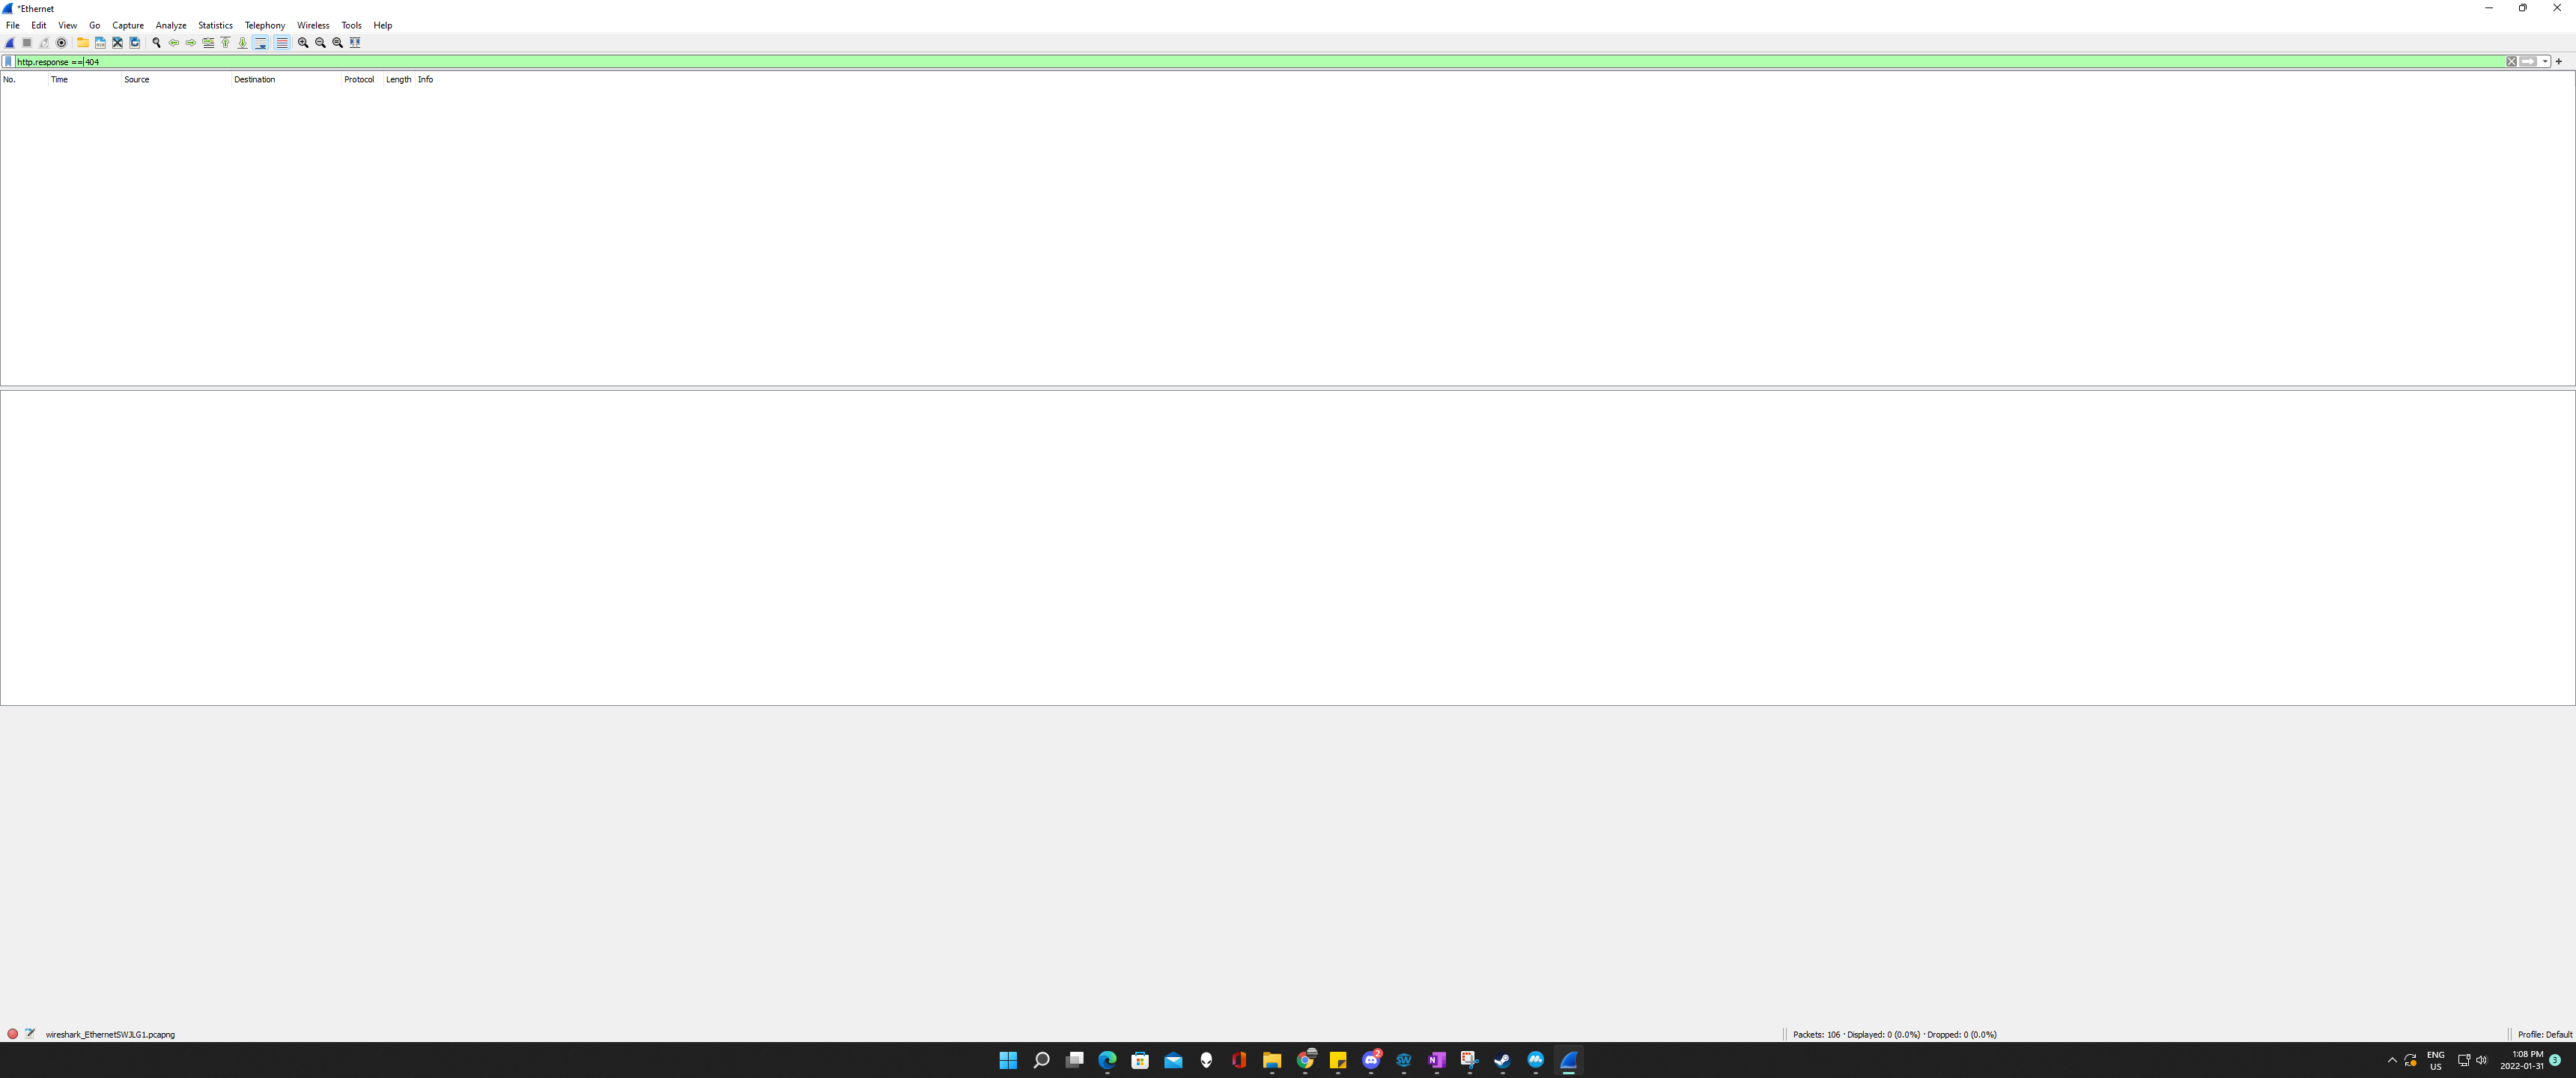 *Ethernet
File Edit View Go Capture Analyze Statistics Telephony Wireless Tools Help
http.response == 404
No. Time Source Destination Protocol Length Info
wireshark_EthernetSWJLG1.pcapng
Packets: 106 · Displayed: 0 (0.0%) · Dropped: 0 (0.0%)
Profile: Default
2
SW
N
ENG
US
1:08 PM
2022-01-31
3